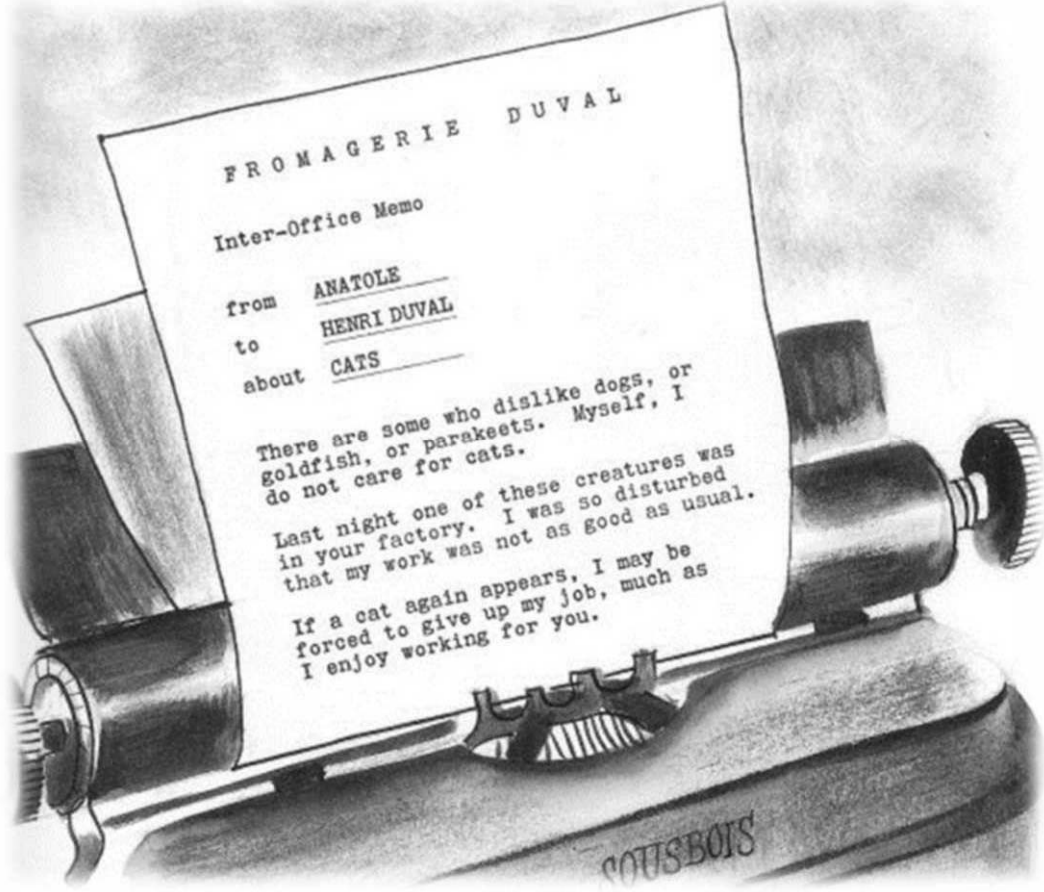 FROMAGERIE DUVAL
Inter-Office Memo
from ANATOLE
to HENRI DUVAL
about CATS
There are some who dislike dogs, or
goldfish, or parakeets. Myself, I
do not care for cats.
Last night one of these creatures was
in your factory. I was so disturbed
that my work was not as good as usual.
If a cat again appears, I may be
forced to give up my job, much as
I enjoy working for you.
SOUSBOIS